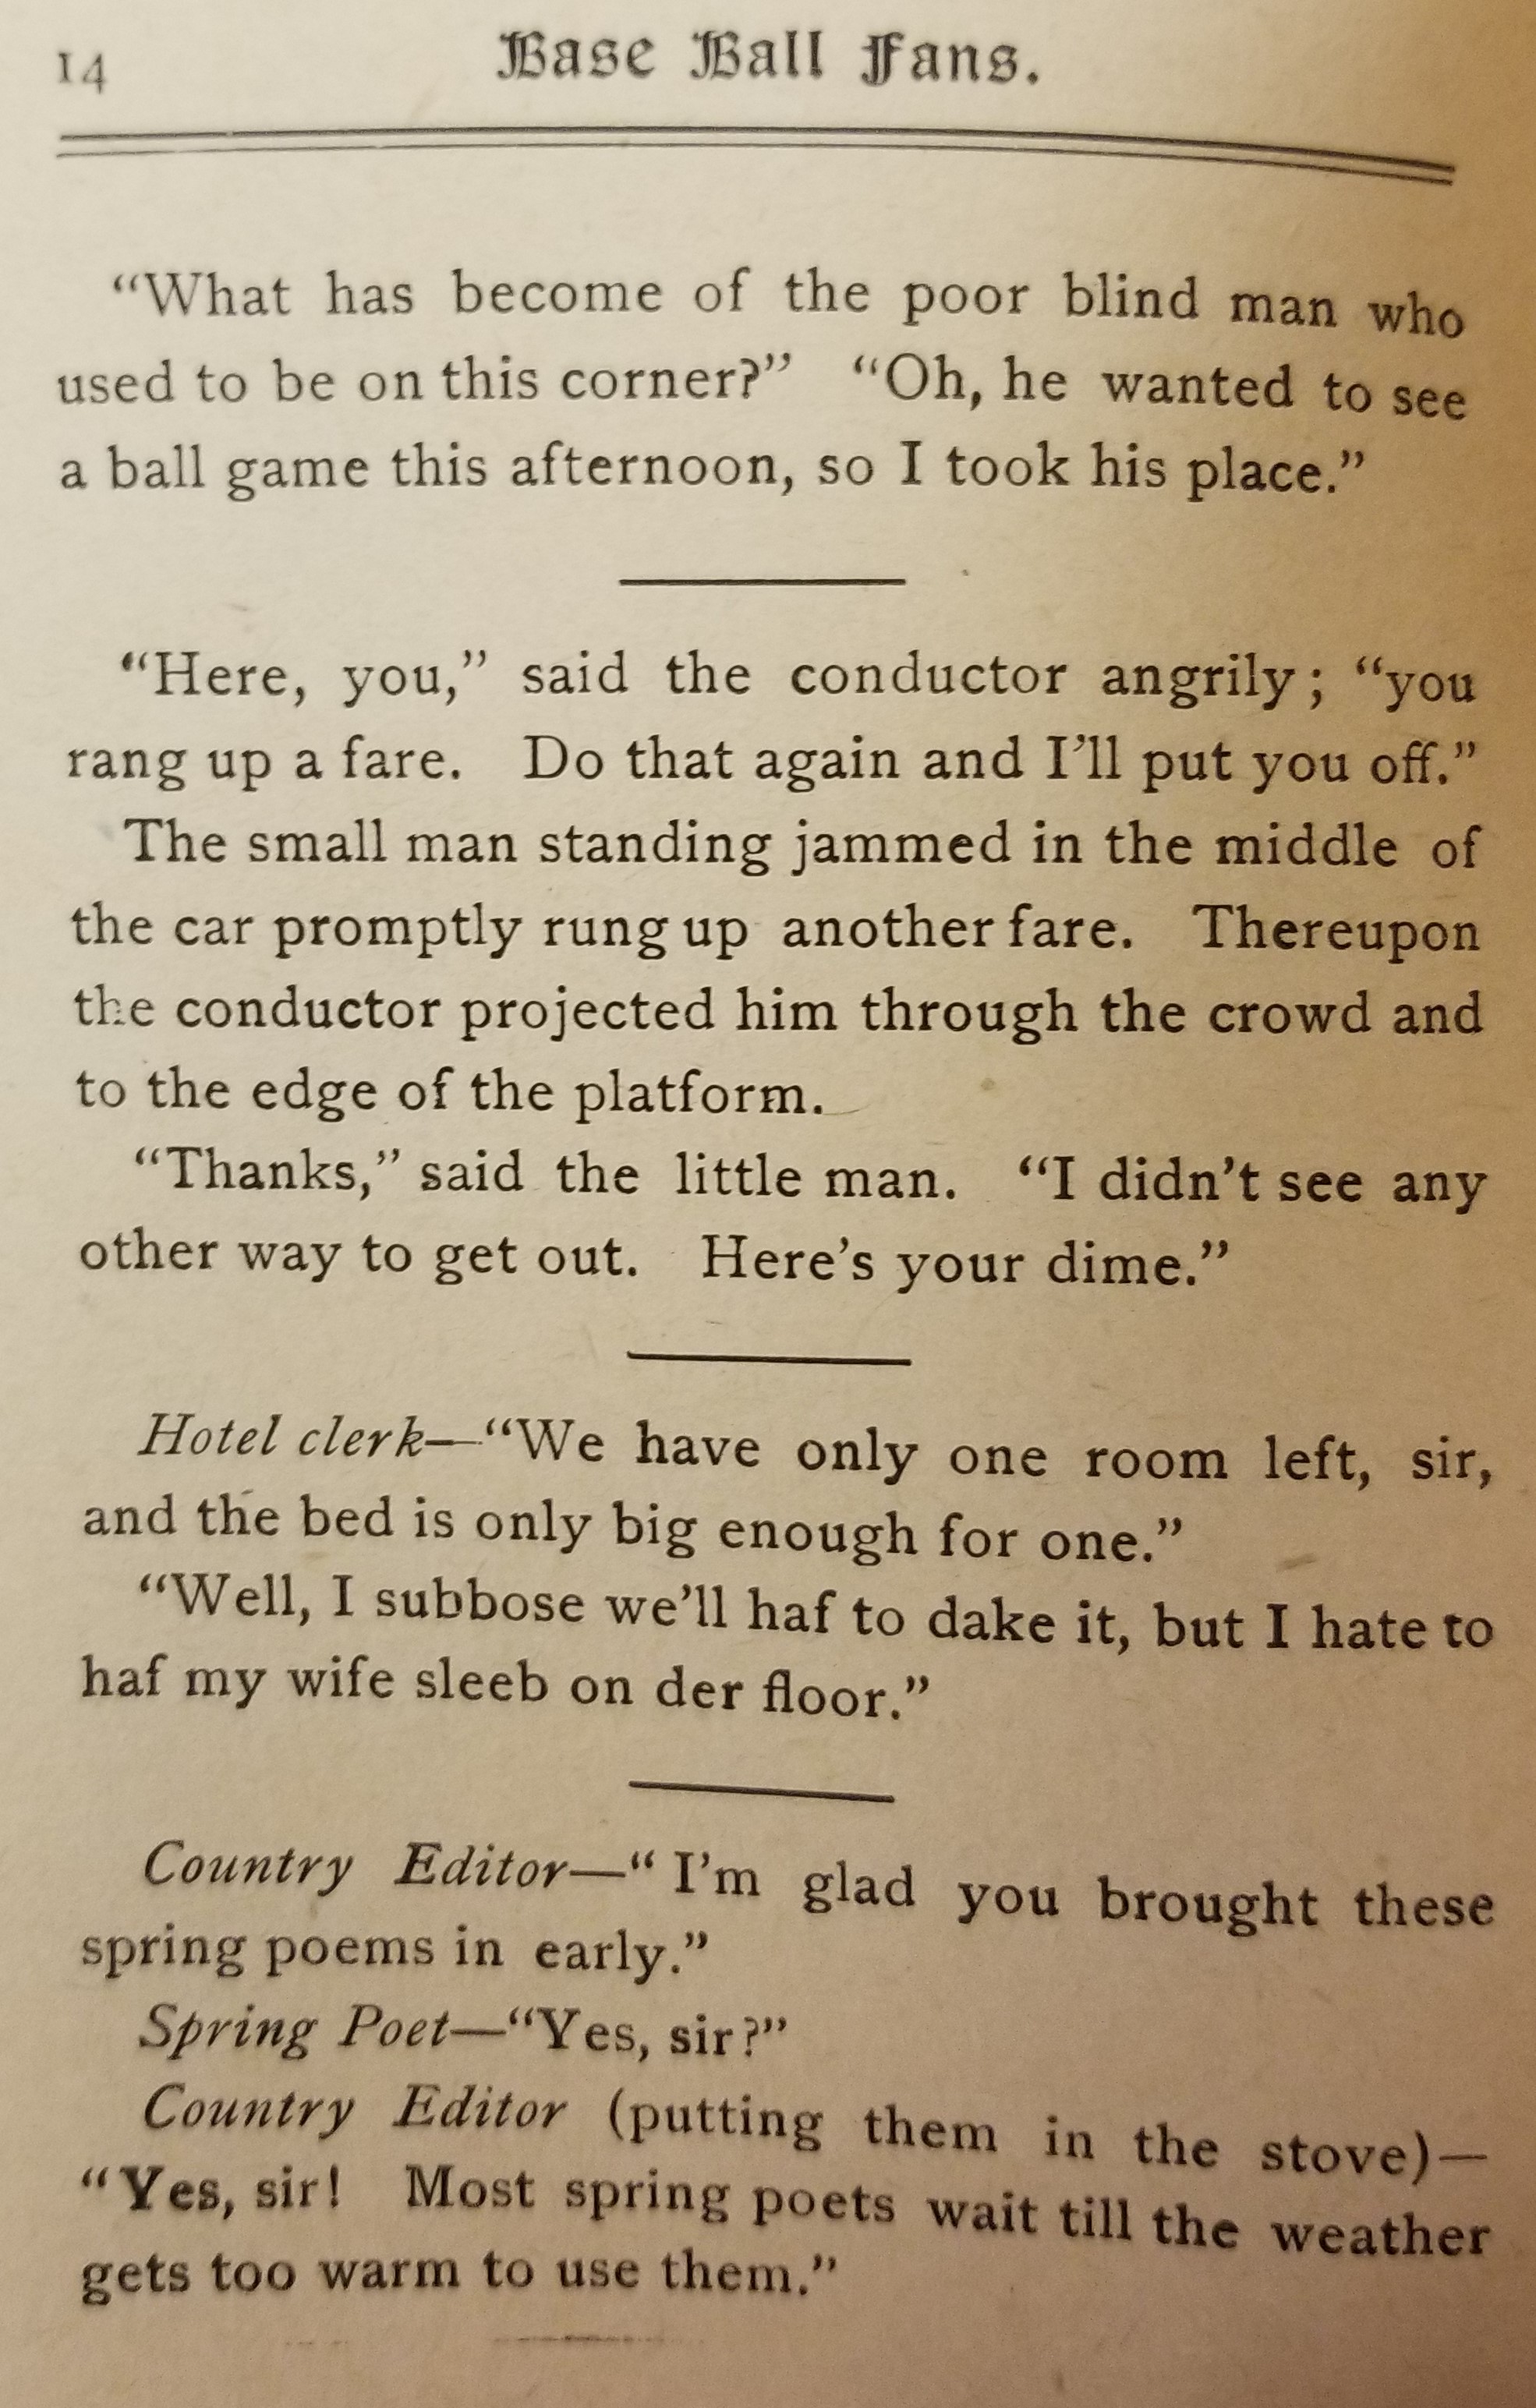 14
Base Ball Fans.
“What has become of the poor blind man who
used to be on this corner?” “Oh, he wanted to see
a ball game this afternoon, so I took his place.”
“Here, you,” said the conductor angrily; “you
rang up a fare. Do that again and I’ll put you off.”
The small man standing jammed in the middle of
the car promptly rung up another fare. Thereupon
the conductor projected him through the crowd and
to the edge of the platform.
“Thanks,” said the little man. “I didn’t see any
other way to get out. Here’s your dime.”
Hotel clerk—“We have only one room left, sir,
and the bed is only big enough for one.”
“Well, I subbose we’ll haf to dake it, but I hate to
haf my wife sleeb on der floor.”
Country Editor—“ I’m glad you brought these
spring poems in early.”
Spring Poet—“Yes, sir?”
Country Editor (putting them in the stove)—
“Yes, sir! Most spring poets wait till the weather
gets too warm to use them.”